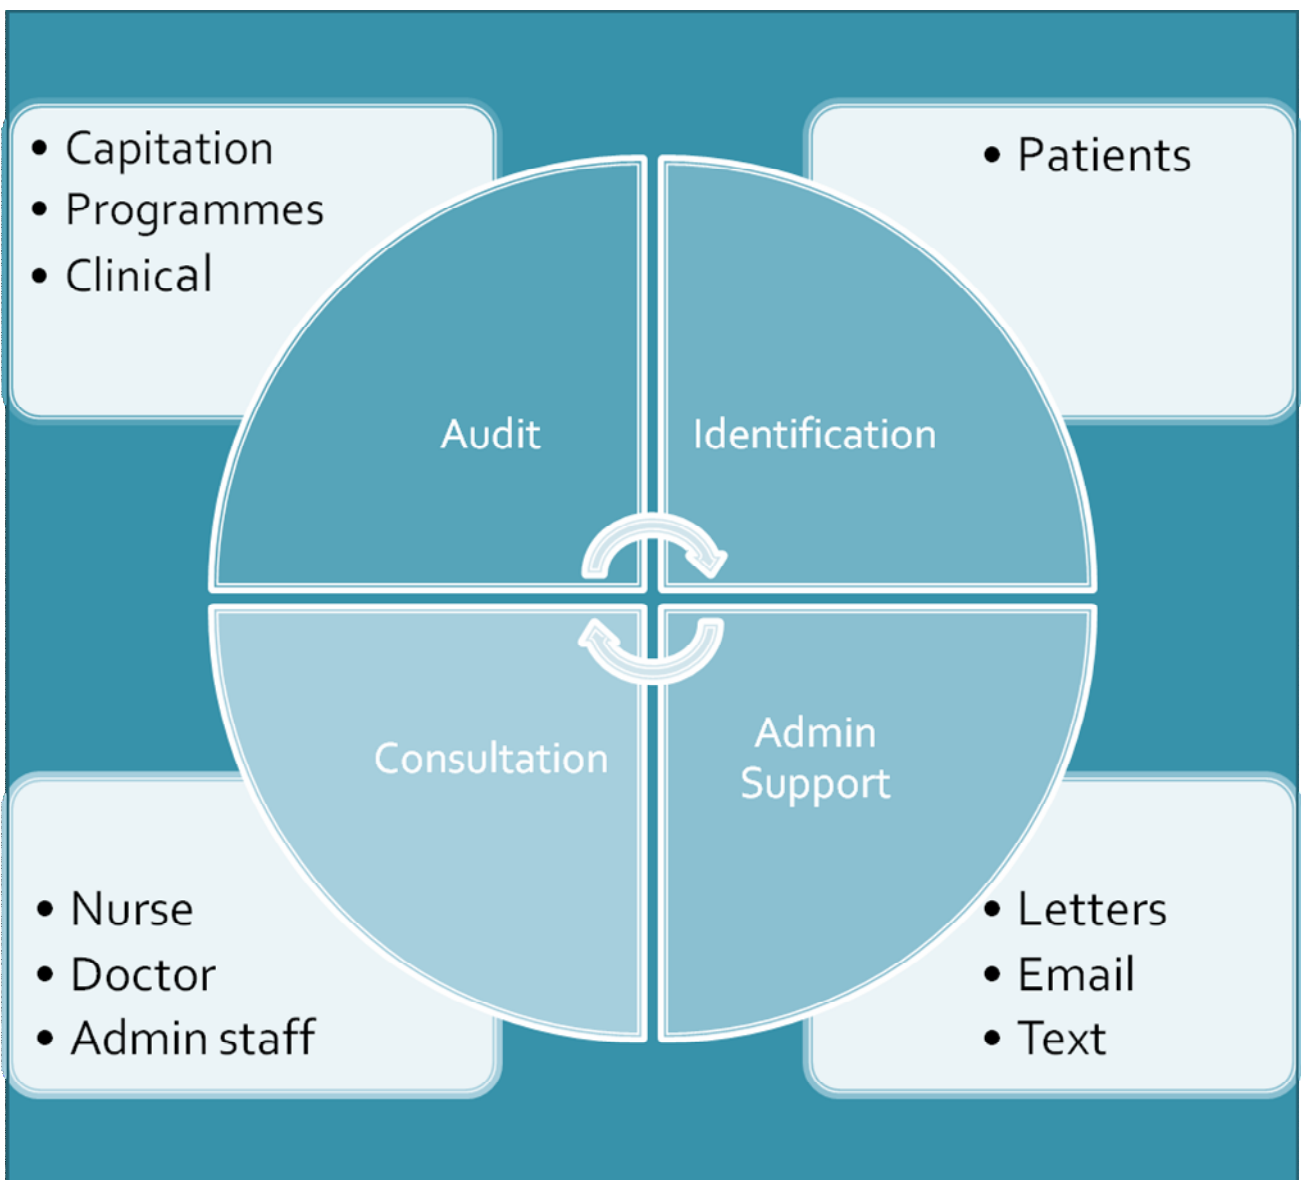 • Capitation
• Programmes
• Clinical
• Patients
Audit
Identification
Consultation
Admin
Support
• Nurse
• Doctor
• Admin staff
• Letters
• Email
• Text